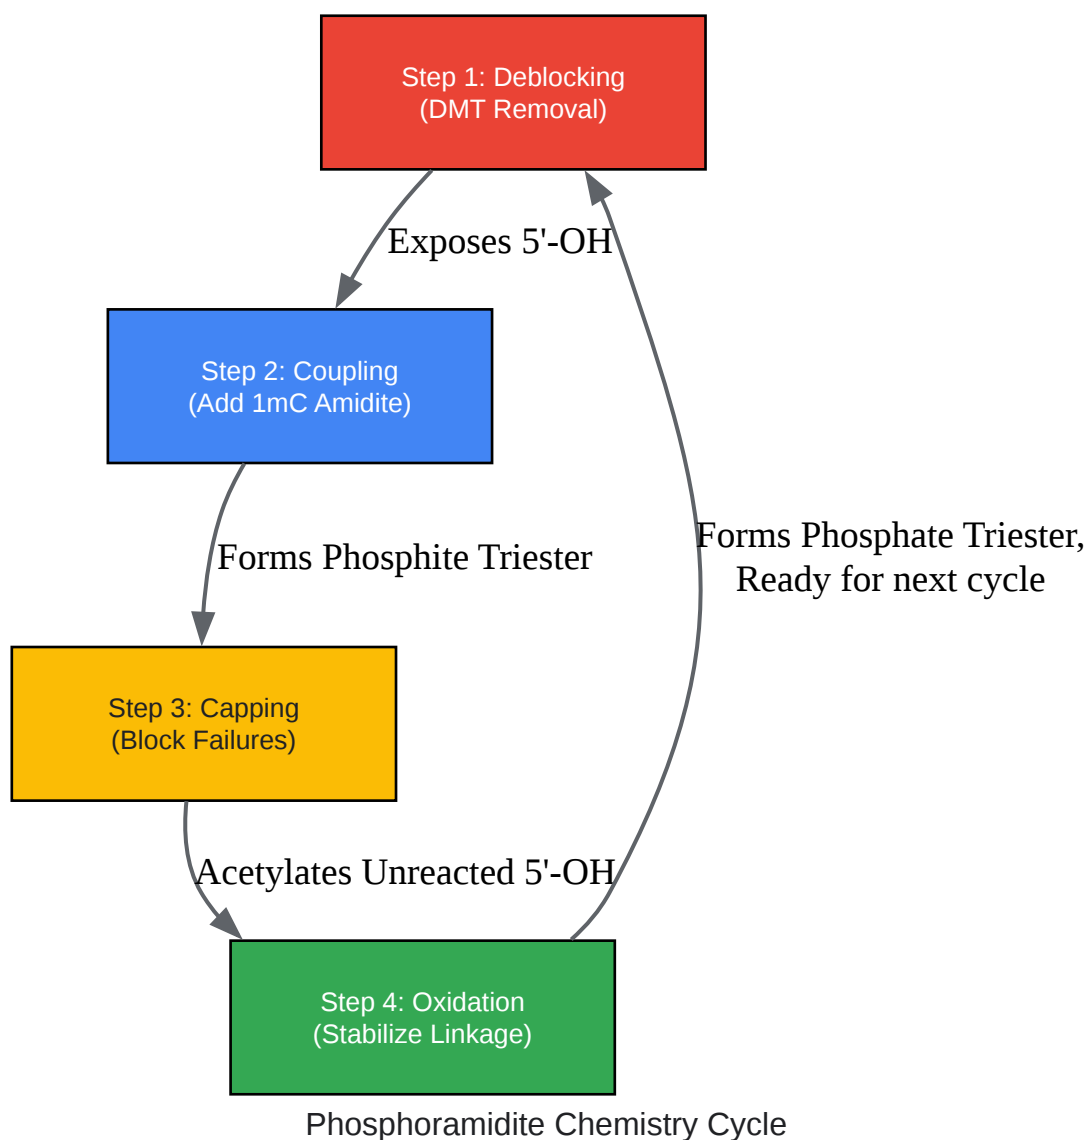 Step 1: Deblocking
(DMT Removal)
Exposes 5'-OH
Step 2: Coupling
(Add 1mC Amidite)
Forms Phosphite Triester
Forms Phosphate Triester,
Ready for next cycle
Step 3: Capping
(Block Failures)
Acetylates Unreacted 5'-OH
Step 4: Oxidation
(Stabilize Linkage)
Phosphoramidite Chemistry Cycle